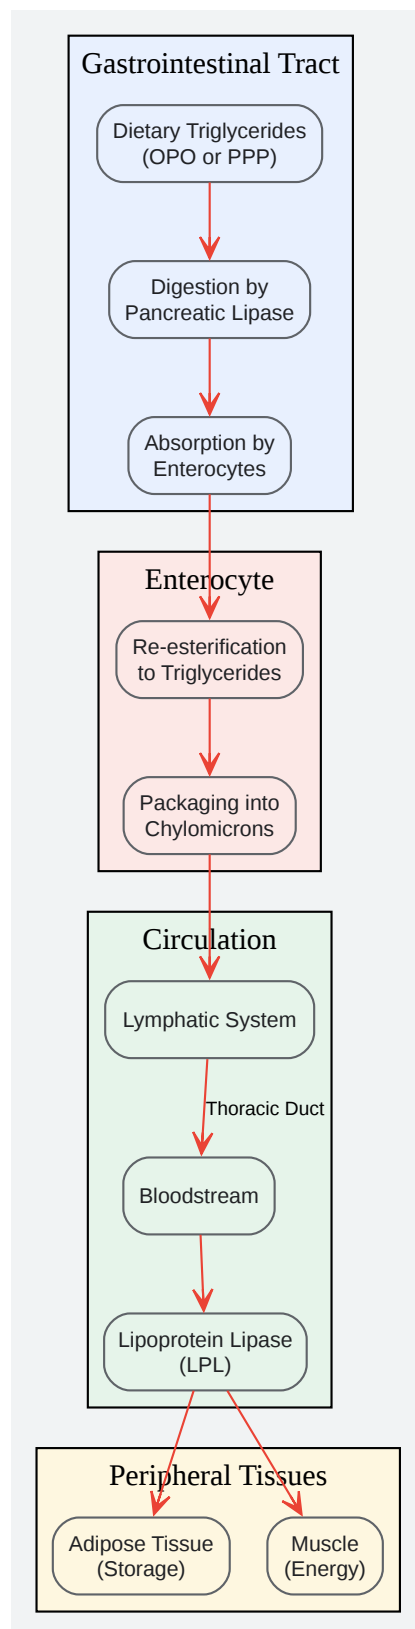 Gastrointestinal Tract
Dietary Triglycerides
(OPO or PPP)
Digestion by
Pancreatic Lipase
Absorption by
Enterocytes
Enterocyte
Re-esterification
to Triglycerides
Packaging into
Chylomicrons
Circulation
Lymphatic System
Thoracic Duct
Bloodstream
Lipoprotein Lipase
(LPL)
Peripheral Tissues
Adipose Tissue
(Storage)
Muscle
(Energy)